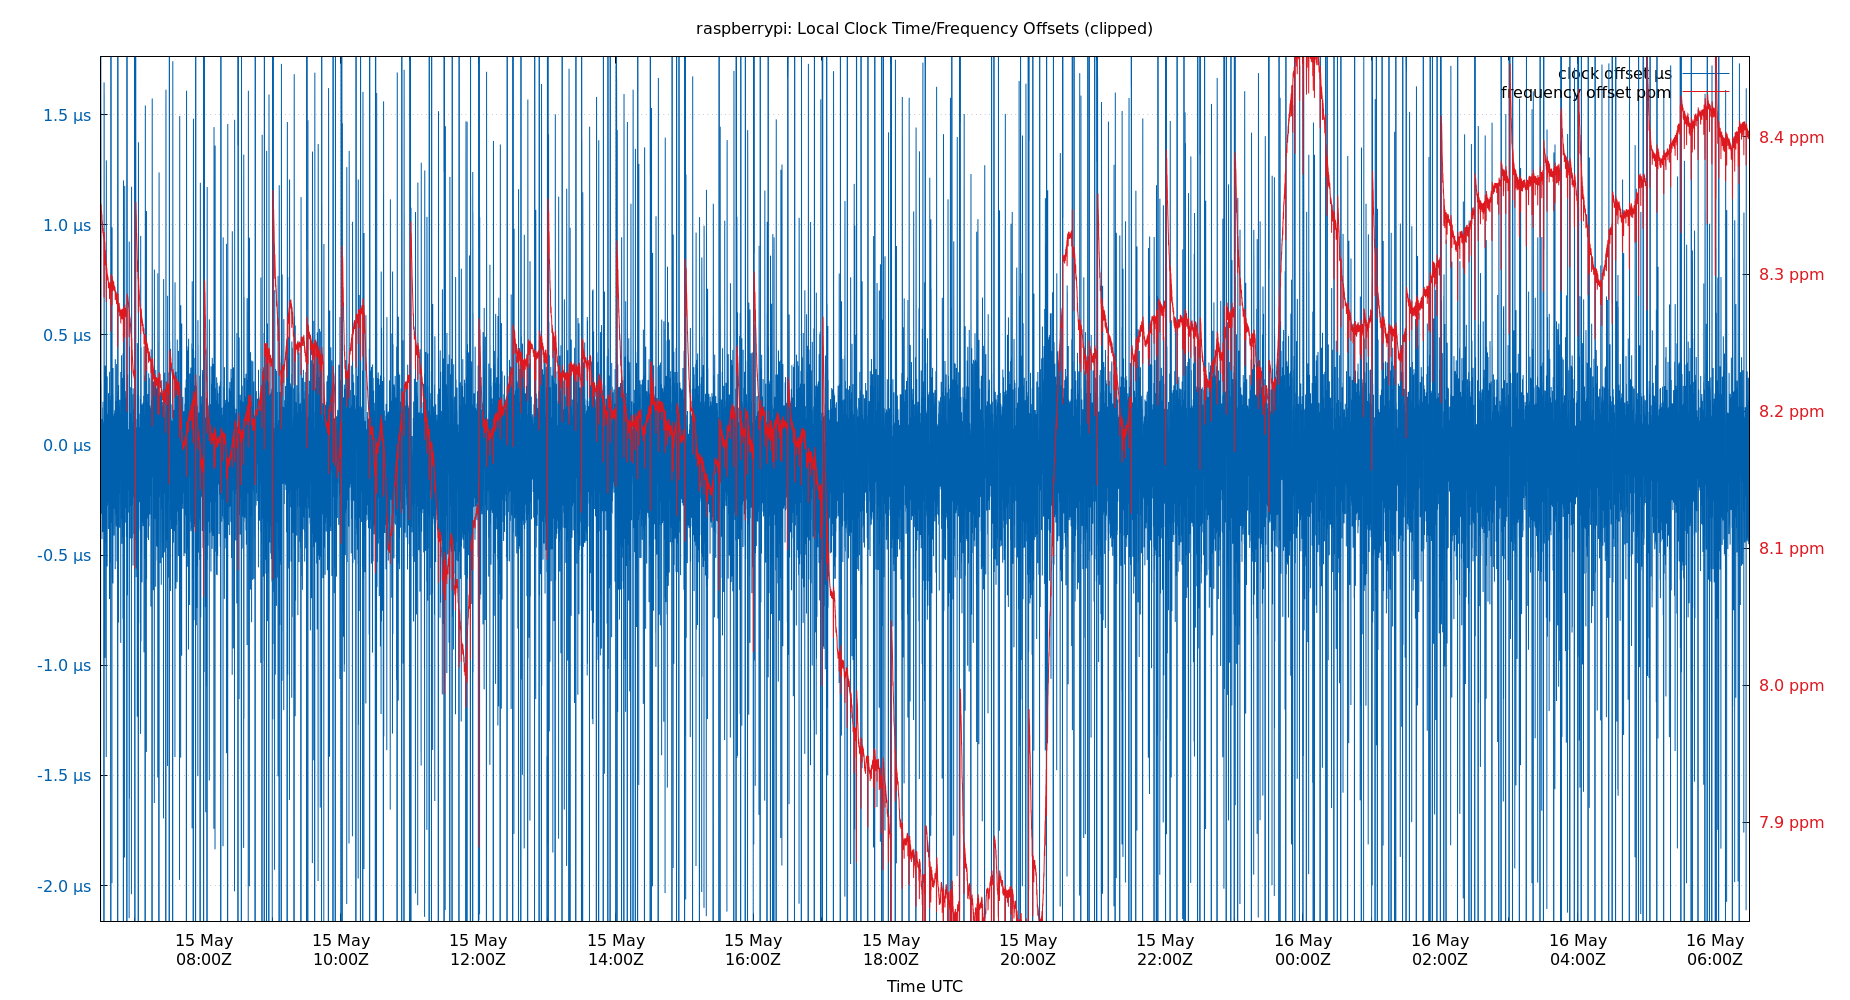 raspberrypi: Local Clock Time/Frequency Offsets (clipped)
clock offset µs
frequency offset ppm
1.5 µs
1.0 µs
0.5 µs
0.0 µs
-0.5 µs
-1.0 µs
-1.5 µs
-2.0 µs
8.4 ppm
8.3 ppm
8.2 ppm
8.1 ppm
8.0 ppm
7.9 ppm
15 May 15 May 15 May 15 May 15 May 15 May 15 May 15 May 16 May 16 May 16 May 16 May
08:00Z 10:00Z 12:00Z 14:00Z 16:00Z 18:00Z 20:00Z 22:00Z 00:00Z 02:00Z 04:00Z 06:00Z
Time UTC